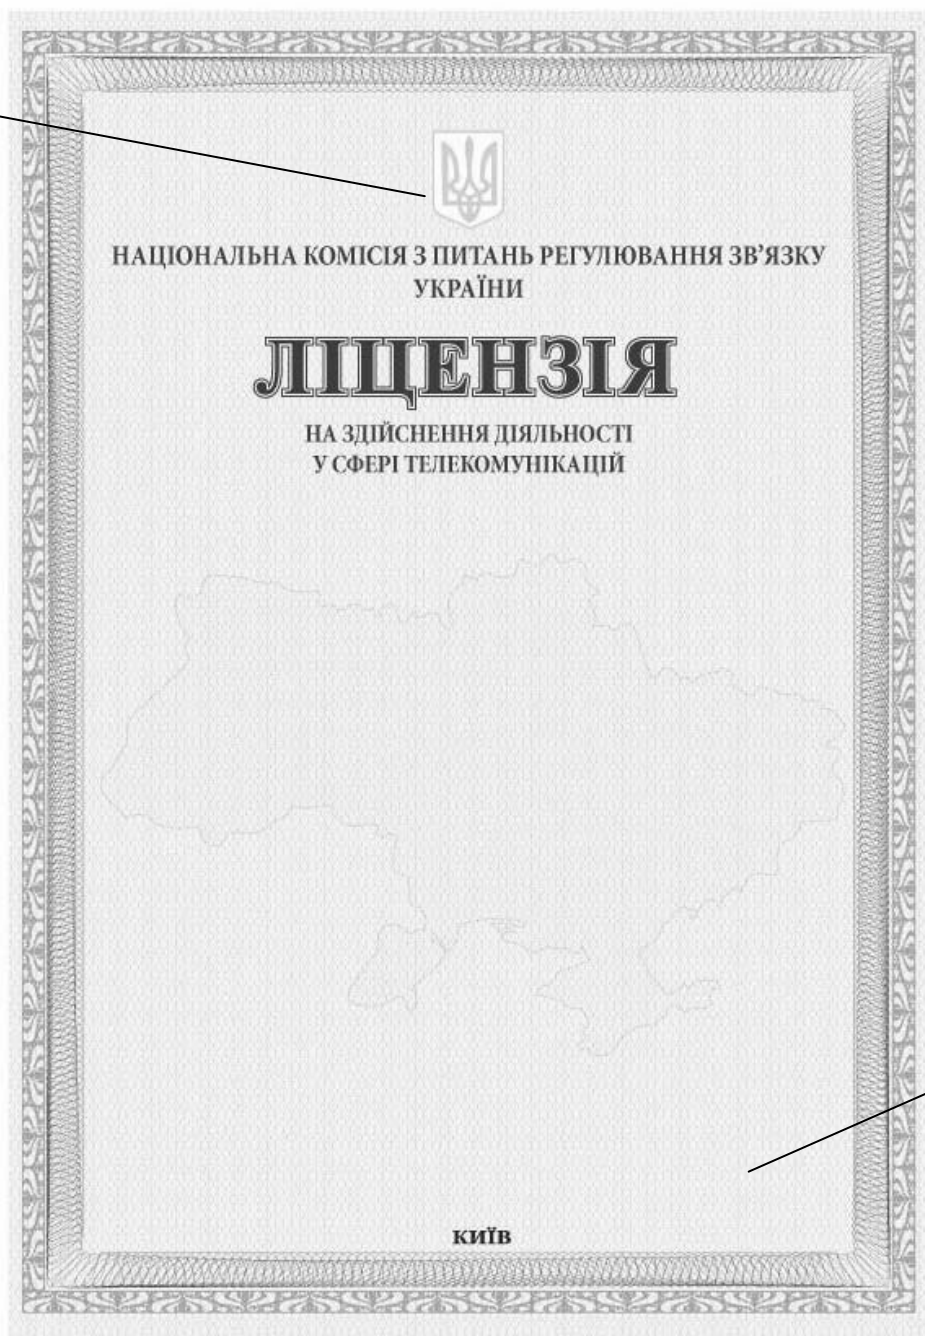 НАЦІОНАЛЬНА КОМІСІЯ З ПИТАНЬ РЕГУЛЮВАННЯ ЗВ’ЯЗКУ
УКРАЇНИ
ЛІЦЕНЗІЯ
НА ЗДІЙСНЕННЯ ДІЯЛЬНОСТІ
У СФЕРІ ТЕЛЕКОМУНІКАЦІЙ
КИЇВ